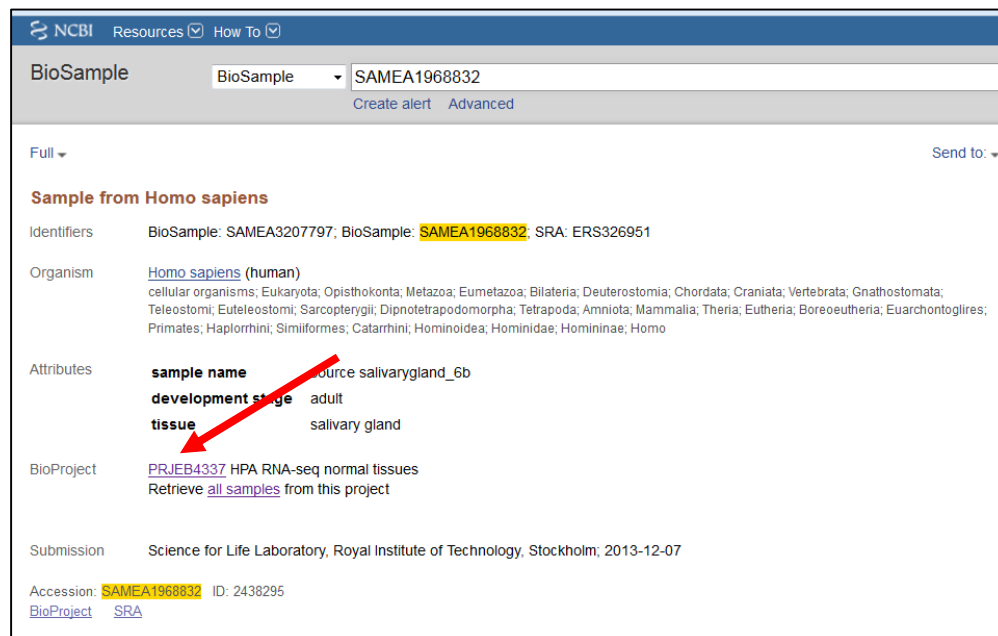 NCBI Resources How To
BioSample BioSample SAMEA1968832
Create alert Advanced
Full Send to:
Sample from Homo sapiens
Identifiers BioSample: SAMEA3207797; BioSample: SAMEA1968832; SRA: ERS326951
Organism Homo sapiens (human)
cellular organisms; Eukaryota; Opisthokonta; Metazoa; Eumetazoa; Bilateria; Deuterostomia; Chordata; Craniata; Vertebrata; Gnathostomata;
Teleostomi; Euteleostomi; Sarcopterygii; Dipnotetrapodomorpha; Tetrapoda; Amniota; Mammalia; Theria; Eutheria; Boreoeutheria; Euarchontoglires;
Primates; Haplorrhini; Simiiformes; Catarrhini; Hominoidea; Hominidae; Homininae; Homo
Attributes sample name source salivarygland_6b
development stage adult
tissue salivary gland
BioProject PRJEB4337 HPA RNA-seq normal tissues
Retrieve all samples from this project
Submission Science for Life Laboratory, Royal Institute of Technology, Stockholm; 2013-12-07
Accession: SAMEA1968832 ID: 2438295
BioProject SRA